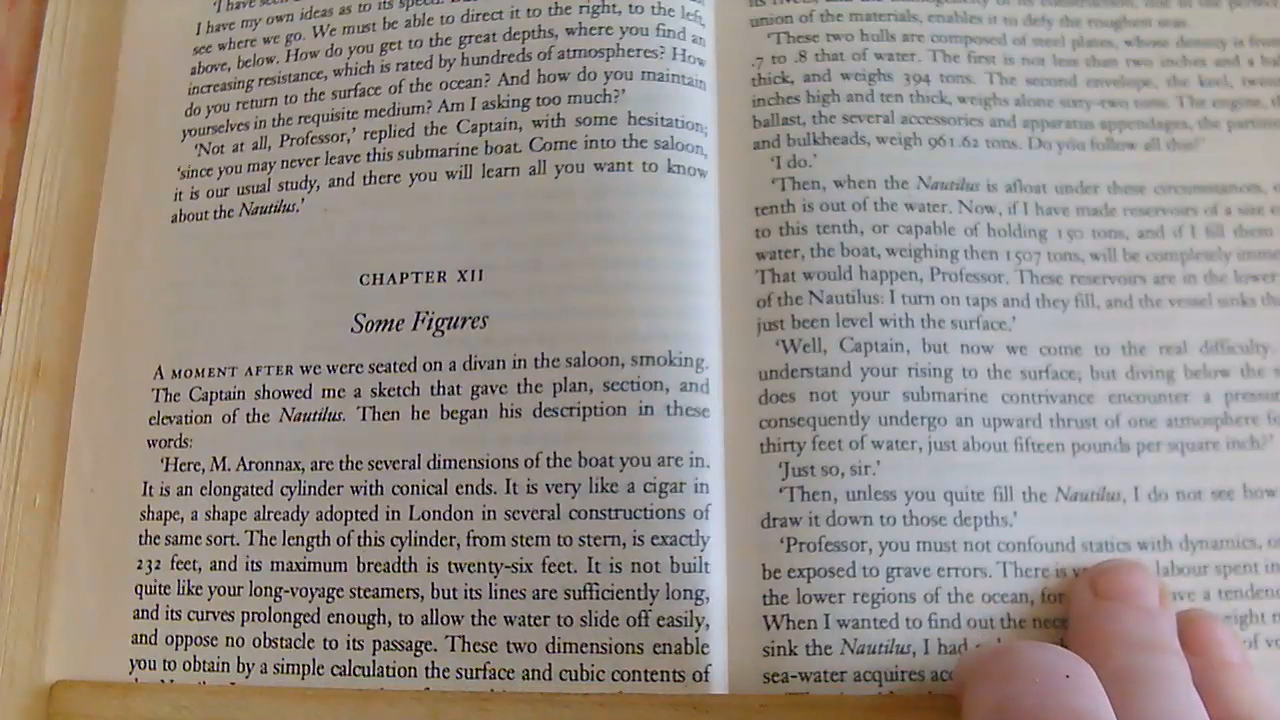 'I have
I have my own ideas as to its
see where we go. We must be able to direct it to the right, to the left,
above, below. How do you get to the great depths, where you find an
increasing resistance, which is rated by hundreds of atmospheres? How
do you return to the surface of the ocean? And how do you maintain
yourselves in the requisite medium? Am I asking too much?'
'Not at all, Professor,' replied the Captain, with some hesitation;
'since you may never leave this submarine boat. Come into the saloon,
it is our usual study, and there you will learn all you want to know
about the Nautilus.'
CHAPTER XII
Some Figures
A MOMENT AFTER we were seated on a divan in the saloon, smoking.
The Captain showed me a sketch that gave the plan, section, and
elevation of the Nautilus. Then he began his description in these
words:
'Here, M. Aronnax, are the several dimensions of the boat you are in.
It is an elongated cylinder with conical ends. It is very like a cigar in
shape, a shape already adopted in London in several constructions of
the same sort. The length of this cylinder, from stem to stern, is exactly
232 feet, and its maximum breadth is twenty-six feet. It is not built
quite like your long-voyage steamers, but its lines are sufficiently long,
and its curves prolonged enough, to allow the water to slide off easily,
and oppose no obstacle to its passage. These two dimensions enable
you to obtain by a simple calculation the surface and cubic contents of
union of the materials, enables it to defy the roughest seas.
'These two hulls are composed of steel plates, whose density is from
.7 to .8 that of water. The first is not less than two inches and a
thick, and weighs 394 tons. The second envelope, the keel, twenty
inches high and ten thick, weighs alone sixty-two tons. The engine,
ballast, the several accessories and apparatus appendages, the
and bulkheads, weigh 961.62 tons. Do you follow all this?'
'I do.'
'Then, when the Nautilus is afloat under these circumstances,
tenth is out of the water. Now, if I have made reservoirs of a size
to this tenth, or capable of holding 150 tons, and if I fill them
water, the boat, weighing then 1507 tons, will be completely
That would happen, Professor. These reservoirs are in the lower
of the Nautilus: I turn on taps and they fill, and the vessel sinks
just been level with the surface.'
'Well, Captain, but now we come to the real difficulty.
understand your rising to the surface; but diving below the
does not your submarine contrivance encounter a
consequently undergo an upward thrust of one atmosphere
thirty feet of water, just about fifteen pounds per square inch?'
'Just so, sir.'
'Then, unless you quite fill the Nautilus, I do not see how
draw it down to those depths.'
'Professor, you must not confound statics with dynamics,
be exposed to grave errors. There is labour spent in
the lower regions of the ocean, for a
When I wanted to find out the
sink the Nautilus, I had of
sea-water acquires